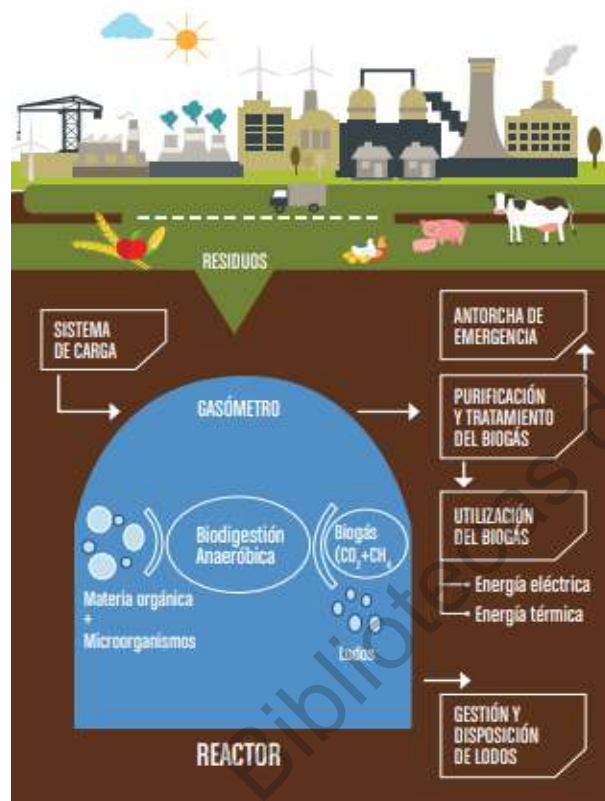 RESIDUOS
SISTEMA
DE CARGA
ANTORCHA DE
EMERGENCIA
GASÓMETRO
PURIFICACIÓN
Y TRATAMIENTO
DEL BIOGÁS
UTILIZACIÓN
DEL BIOGÁS
Energía eléctrica
Energía térmica
Biodigestión
Anaeróbica
Biogás
(CO₂+CH₄
Materia orgánica
+
Microorganismos
Lodos
GESTIÓN Y
DISPOSICIÓN
DE LODOS
REACTOR
Bibliotecas